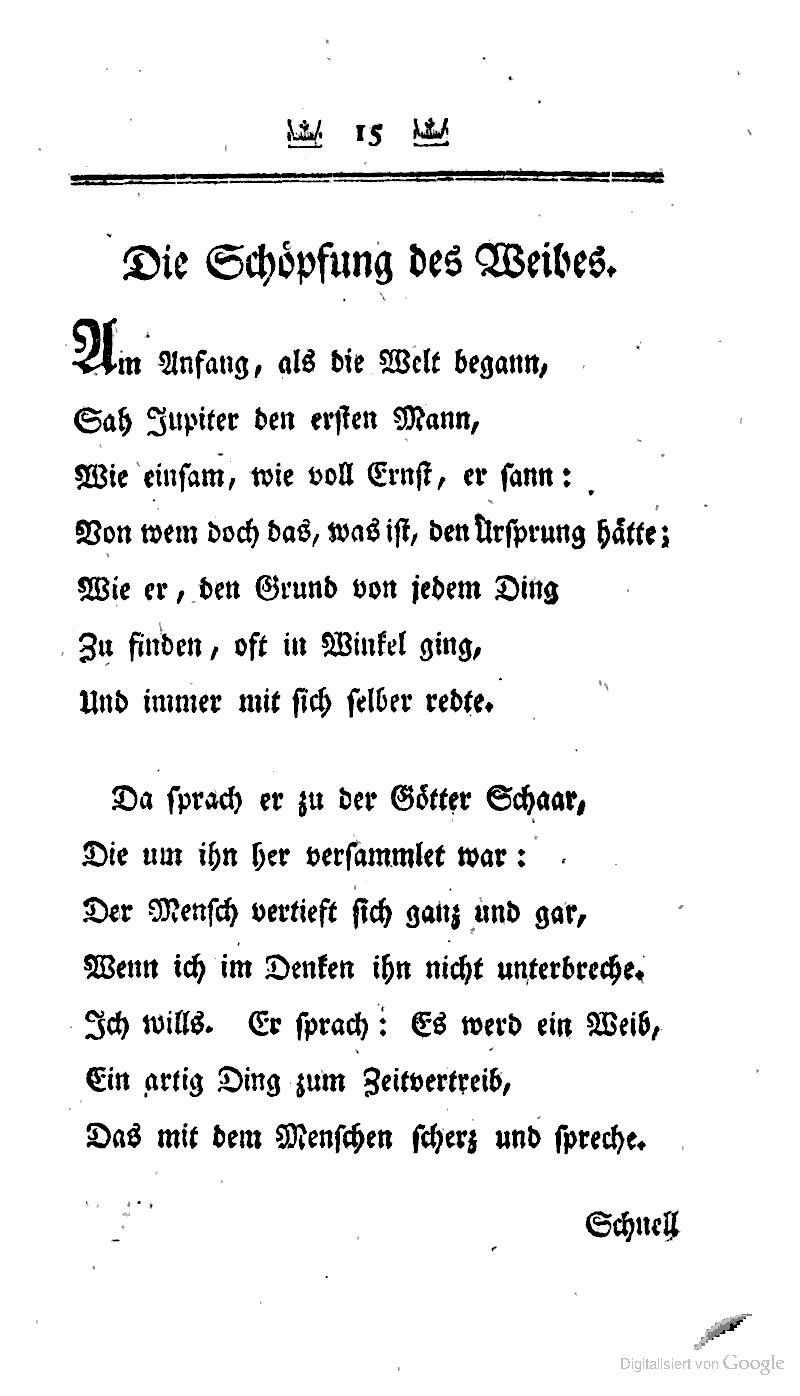 15
Die Schöpfung des Weibes.
Am Anfang, als die Welt begann,
Sah Jupiter den ersten Mann,
Wie einsam, wie voll Ernst, er sann:
Von wem doch das, was ist, den Ursprung hätte;
Wie er, den Grund von jedem Ding
Zu finden, oft in Winkel ging,
Und immer mit sich selber redte.
Da sprach er zu der Götter Schaar,
Die um ihn her versammlet war:
Der Mensch vertieft sich ganz und gar,
Wenn ich im Denken ihn nicht unterbreche.
Ich wills. Er sprach: Es werd ein Weib,
Ein artig Ding zum Zeitvertreib,
Das mit dem Menschen scherz und spreche.
Schnell
Digitalisiert von Google